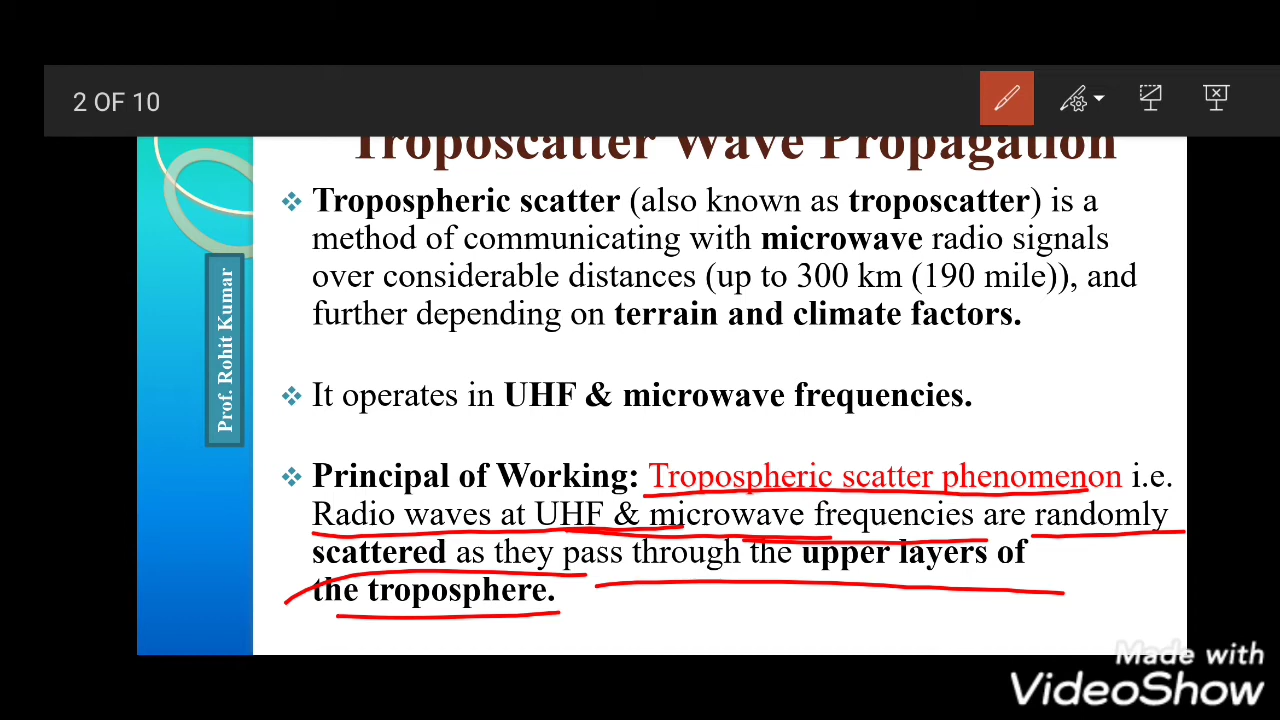 2 OF 10
Troposcatter Wave Propagation
Tropospheric scatter (also known as troposcatter) is a
method of communicating with microwave radio signals
over considerable distances (up to 300 km (190 mile)), and
further depending on terrain and climate factors.
It operates in UHF & microwave frequencies.
Principal of Working: Tropospheric scatter phenomenon i.e.
Radio waves at UHF & microwave frequencies are randomly
scattered as they pass through the upper layers of
the troposphere.
Prof. Rohit Kumar
Made with
VideoShow